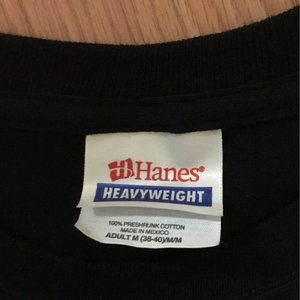 Hanes®
HEAVYWEIGHT
100% PRESHRUNK COTTON
MADE IN MEXICO
ADULT M (38-40)/M/M